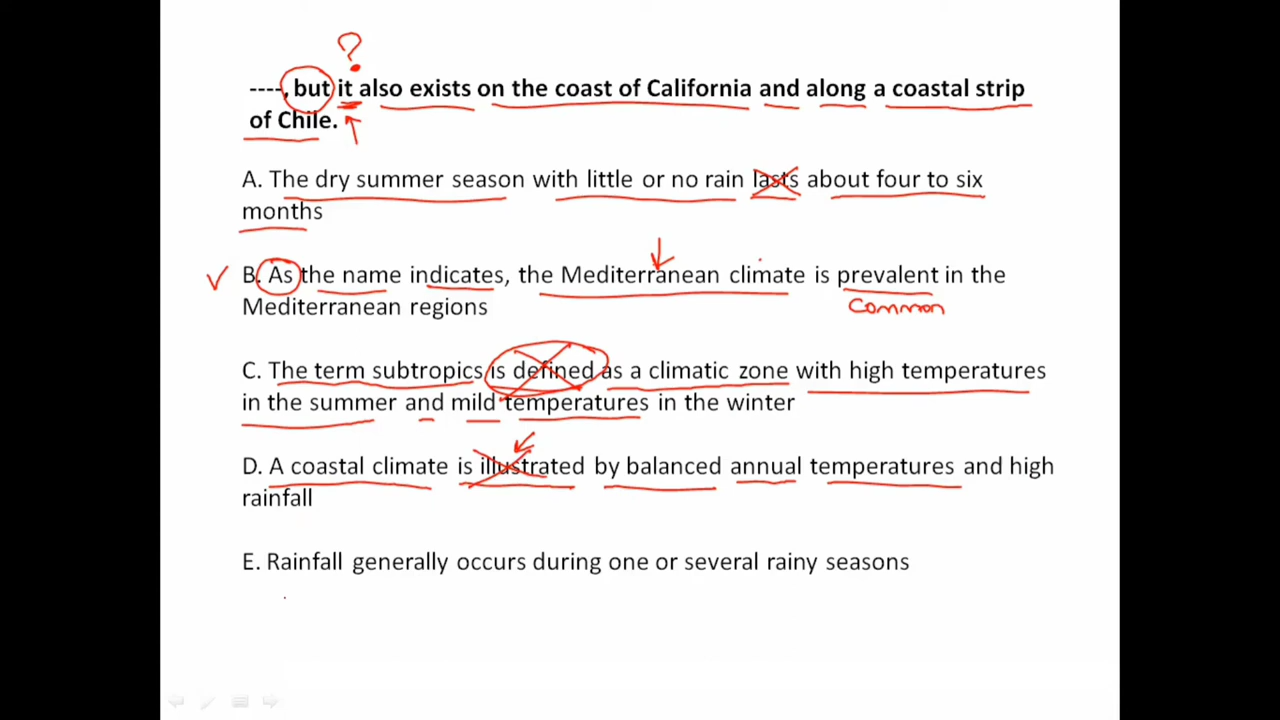 ?
----, but it also exists on the coast of California and along a coastal strip
of Chile.
A. The dry summer season with little or no rain lasts about four to six
months
B. As the name indicates, the Mediterranean climate is prevalent in the
Mediterranean regions
common
C. The term subtropics is defined as a climatic zone with high temperatures
in the summer and mild temperatures in the winter
D. A coastal climate is illustrated by balanced annual temperatures and high
rainfall
E. Rainfall generally occurs during one or several rainy seasons